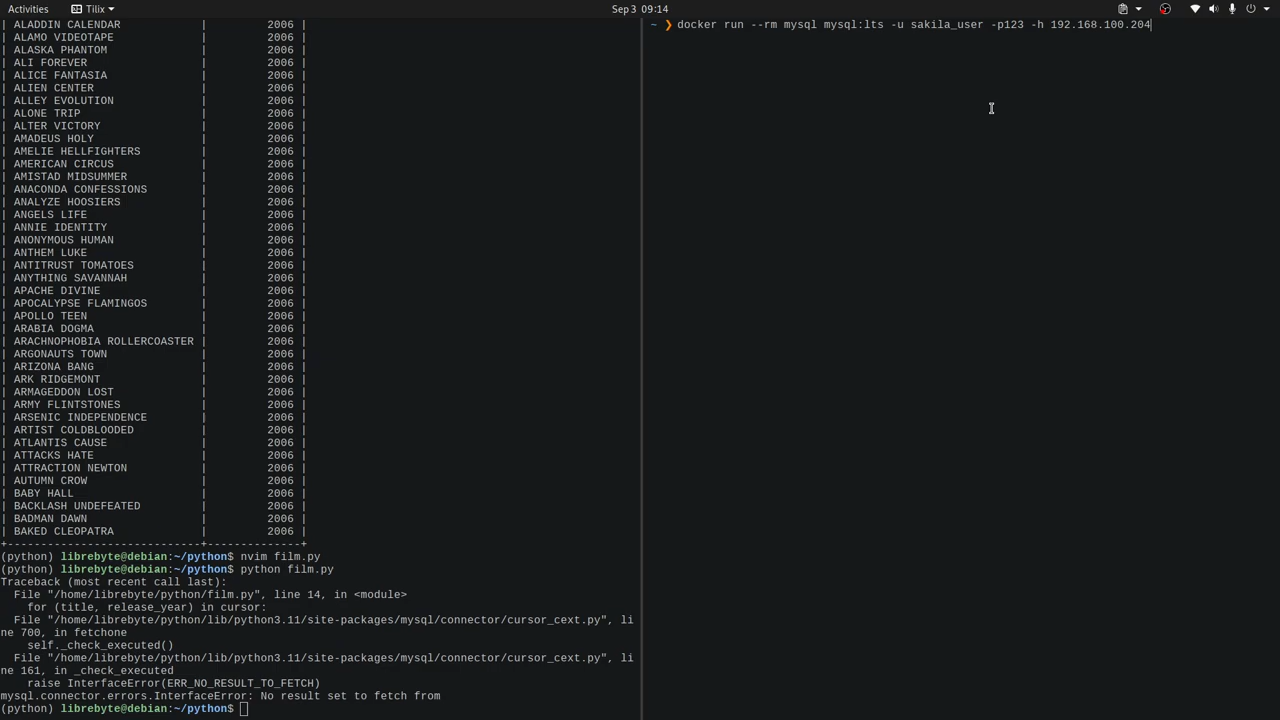 Activities
Tilix
Sep 3 09:14
| ALADDIN CALENDAR | 2006 |
| ALAMO VIDEOTAPE | 2006 |
| ALASKA PHANTOM | 2006 |
| ALI FOREVER | 2006 |
| ALICE FANTASIA | 2006 |
| ALIEN CENTER | 2006 |
| ALLEY EVOLUTION | 2006 |
| ALONE TRIP | 2006 |
| ALTER VICTORY | 2006 |
| AMADEUS HOLY | 2006 |
| AMELIE HELLFIGHTERS | 2006 |
| AMERICAN CIRCUS | 2006 |
| AMISTAD MIDSUMMER | 2006 |
| ANACONDA CONFESSIONS | 2006 |
| ANALYZE HOOSIERS | 2006 |
| ANGELS LIFE | 2006 |
| ANNIE IDENTITY | 2006 |
| ANONYMOUS HUMAN | 2006 |
| ANTHEM LUKE | 2006 |
| ANTITRUST TOMATOES | 2006 |
| ANYTHING SAVANNAH | 2006 |
| APACHE DIVINE | 2006 |
| APOCALYPSE FLAMINGOS | 2006 |
| APOLLO TEEN | 2006 |
| ARABIA DOGMA | 2006 |
| ARACHNOPHOBIA ROLLERCOASTER | 2006 |
| ARGONAUTS TOWN | 2006 |
| ARIZONA BANG | 2006 |
| ARK RIDGEMONT | 2006 |
| ARMAGEDDON LOST | 2006 |
| ARMY FLINTSTONES | 2006 |
| ARSENIC INDEPENDENCE | 2006 |
| ARTIST COLDBLOODED | 2006 |
| ATLANTIS CAUSE | 2006 |
| ATTACKS HATE | 2006 |
| ATTRACTION NEWTON | 2006 |
| AUTUMN CROW | 2006 |
| BABY HALL | 2006 |
| BACKLASH UNDEFEATED | 2006 |
| BADMAN DAWN | 2006 |
| BAKED CLEOPATRA | 2006 |
+-----------------------------+--------------+
(python) librebyte@debian:~/python$ nvim film.py
(python) librebyte@debian:~/python$ python film.py
Traceback (most recent call last):
File "/home/librebyte/python/film.py", line 14, in <module>
for (title, release_year) in cursor:
File "/home/librebyte/python/lib/python3.11/site-packages/mysql/connector/cursor_cext.py", li
ne 700, in fetchone
self._check_executed()
File "/home/librebyte/python/lib/python3.11/site-packages/mysql/connector/cursor_cext.py", li
ne 161, in _check_executed
raise InterfaceError(ERR_NO_RESULT_TO_FETCH)
mysql.connector.errors.InterfaceError: No result set to fetch from
(python) librebyte@debian:~/python$
~ ❯ docker run --rm mysql mysql:lts -u sakila_user -p123 -h 192.168.100.204